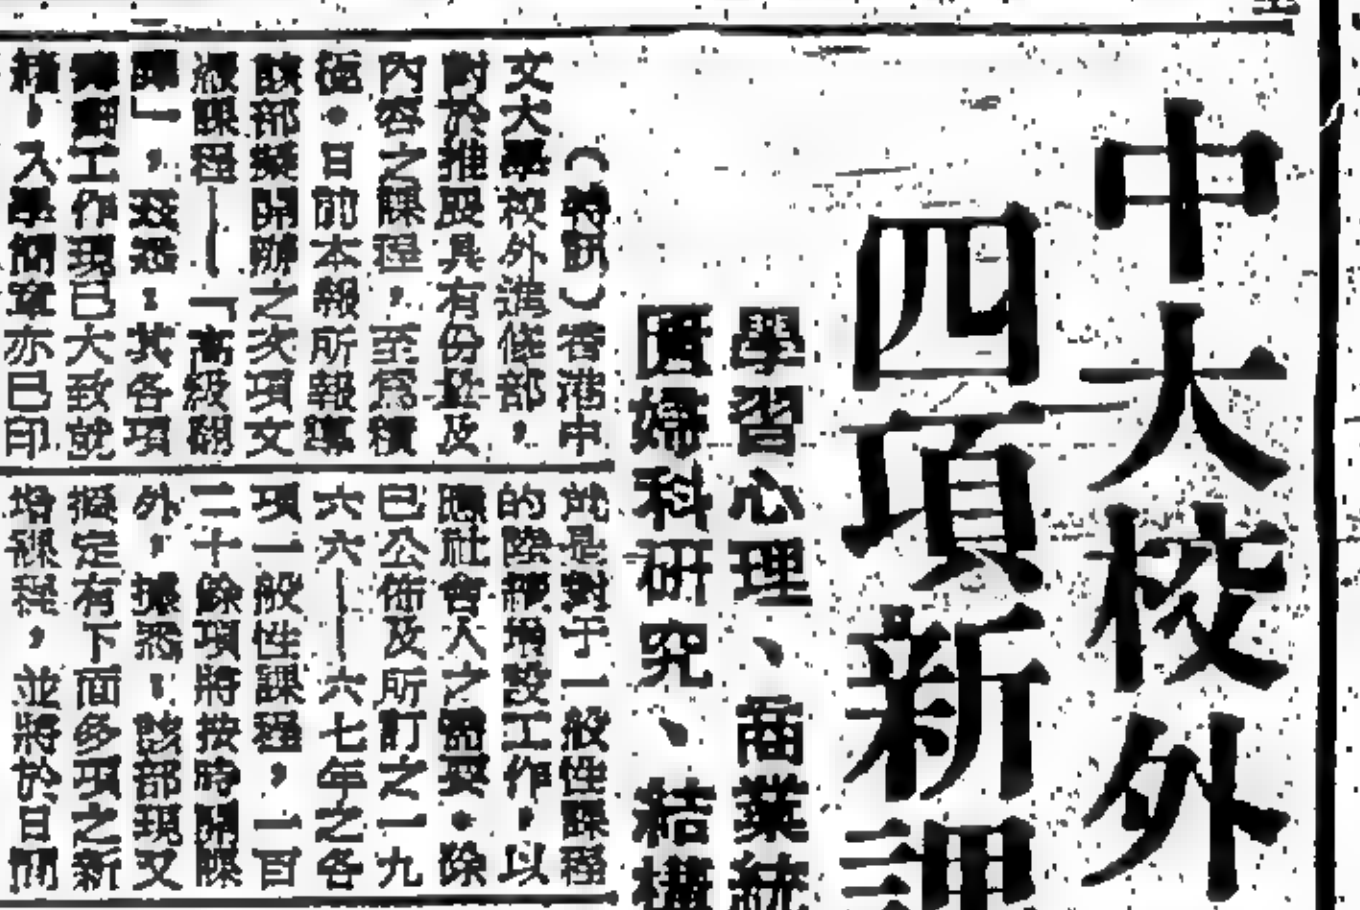 中大校外
四項新課
學習心理、商業統
婦科研究、結構
（特訊）香港中
文大學校外進修部，
對於推設具有份量及
內容之課程，至爲積
極。日前本報所報導
該部擬開辦之次項文
憑課程——「高級翻
譯」，茲悉：其各項
籌備工作現已大致就
緒，入學簡章亦已印
就是對于一般性課程
的陸續增設工作，以
應社會人之需要。除
已公佈及所訂之一九
六六——六七年之各
項一般性課程，一百
二十餘項將按時開課
外，據悉：該部現又
擬定有下面多項之新
增課程，並將於日間